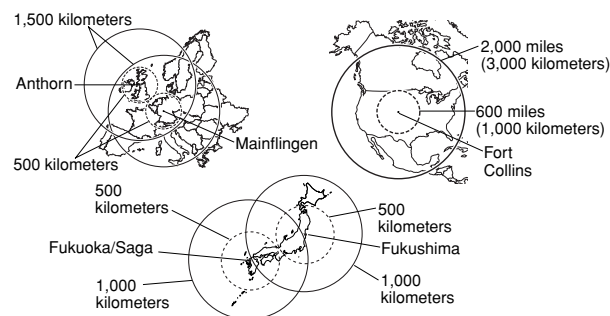 1,500 kilometers
Anthorn
500 kilometers
Mainflingen
2,000 miles
(3,000 kilometers)
600 miles
(1,000 kilometers)
Fort
Collins
500
kilometers
Fukuoka/Saga
1,000
kilometers
500
kilometers
Fukushima
1,000
kilometers